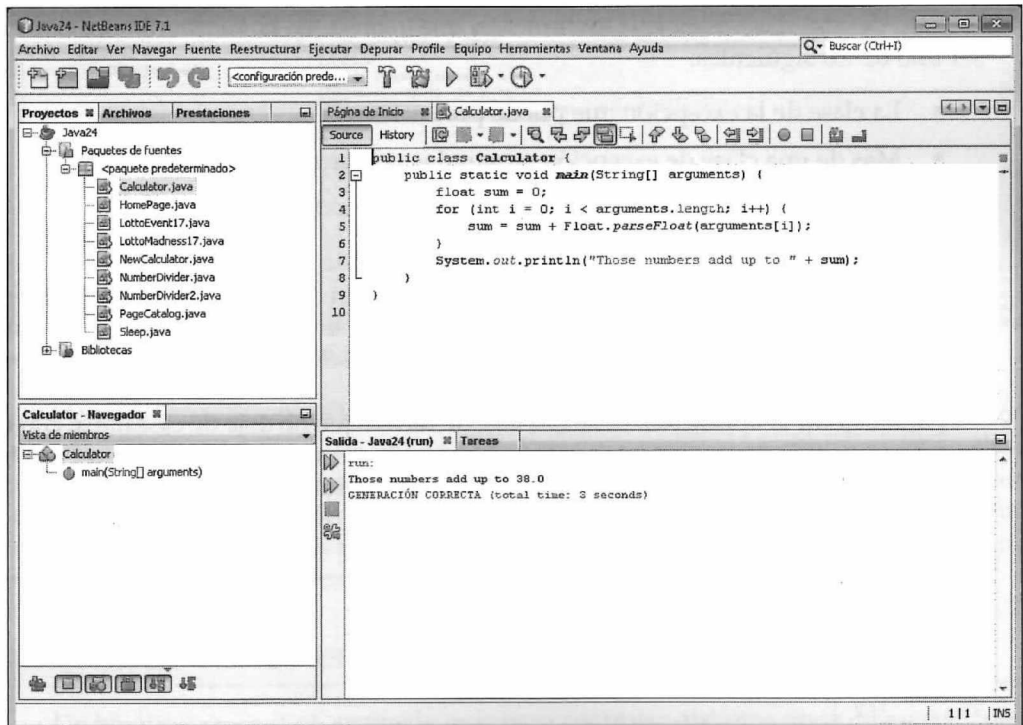 Java24 - NetBeans IDE 7.1
Archivo Editar Ver Navegar Fuente Reestructurar Ejecutar Depurar Profile Equipo Herramientas Ventana Ayuda
Buscar (Ctrl+I)
<configuración prede...
Proyectos Archivos Prestaciones
Java24
Paquetes de fuentes
<paquete predeterminado>
Calculator.java
HomePage.java
LottoEvent17.java
LottoMadness17.java
NewCalculator.java
NumberDivider.java
NumberDivider2.java
PageCatalog.java
Sleep.java
Bibliotecas
Calculator - Navegador
Vista de miembros
Calculator
main(String[] arguments)
Página de Inicio Calculator.java
Source History
1 public class Calculator {
2 public static void main(String[] arguments) {
3 float sum = 0;
4 for (int i = 0; i < arguments.length; i++) {
5 sum = sum + Float.parseFloat(arguments[i]);
6 }
7 System.out.println("Those numbers add up to " + sum);
8 }
9 }
10
Salida - Java24 (run) Tareas
run:
Those numbers add up to 38.0
GENERACIÓN CORRECTA (total time: 3 seconds)
1|1 INS